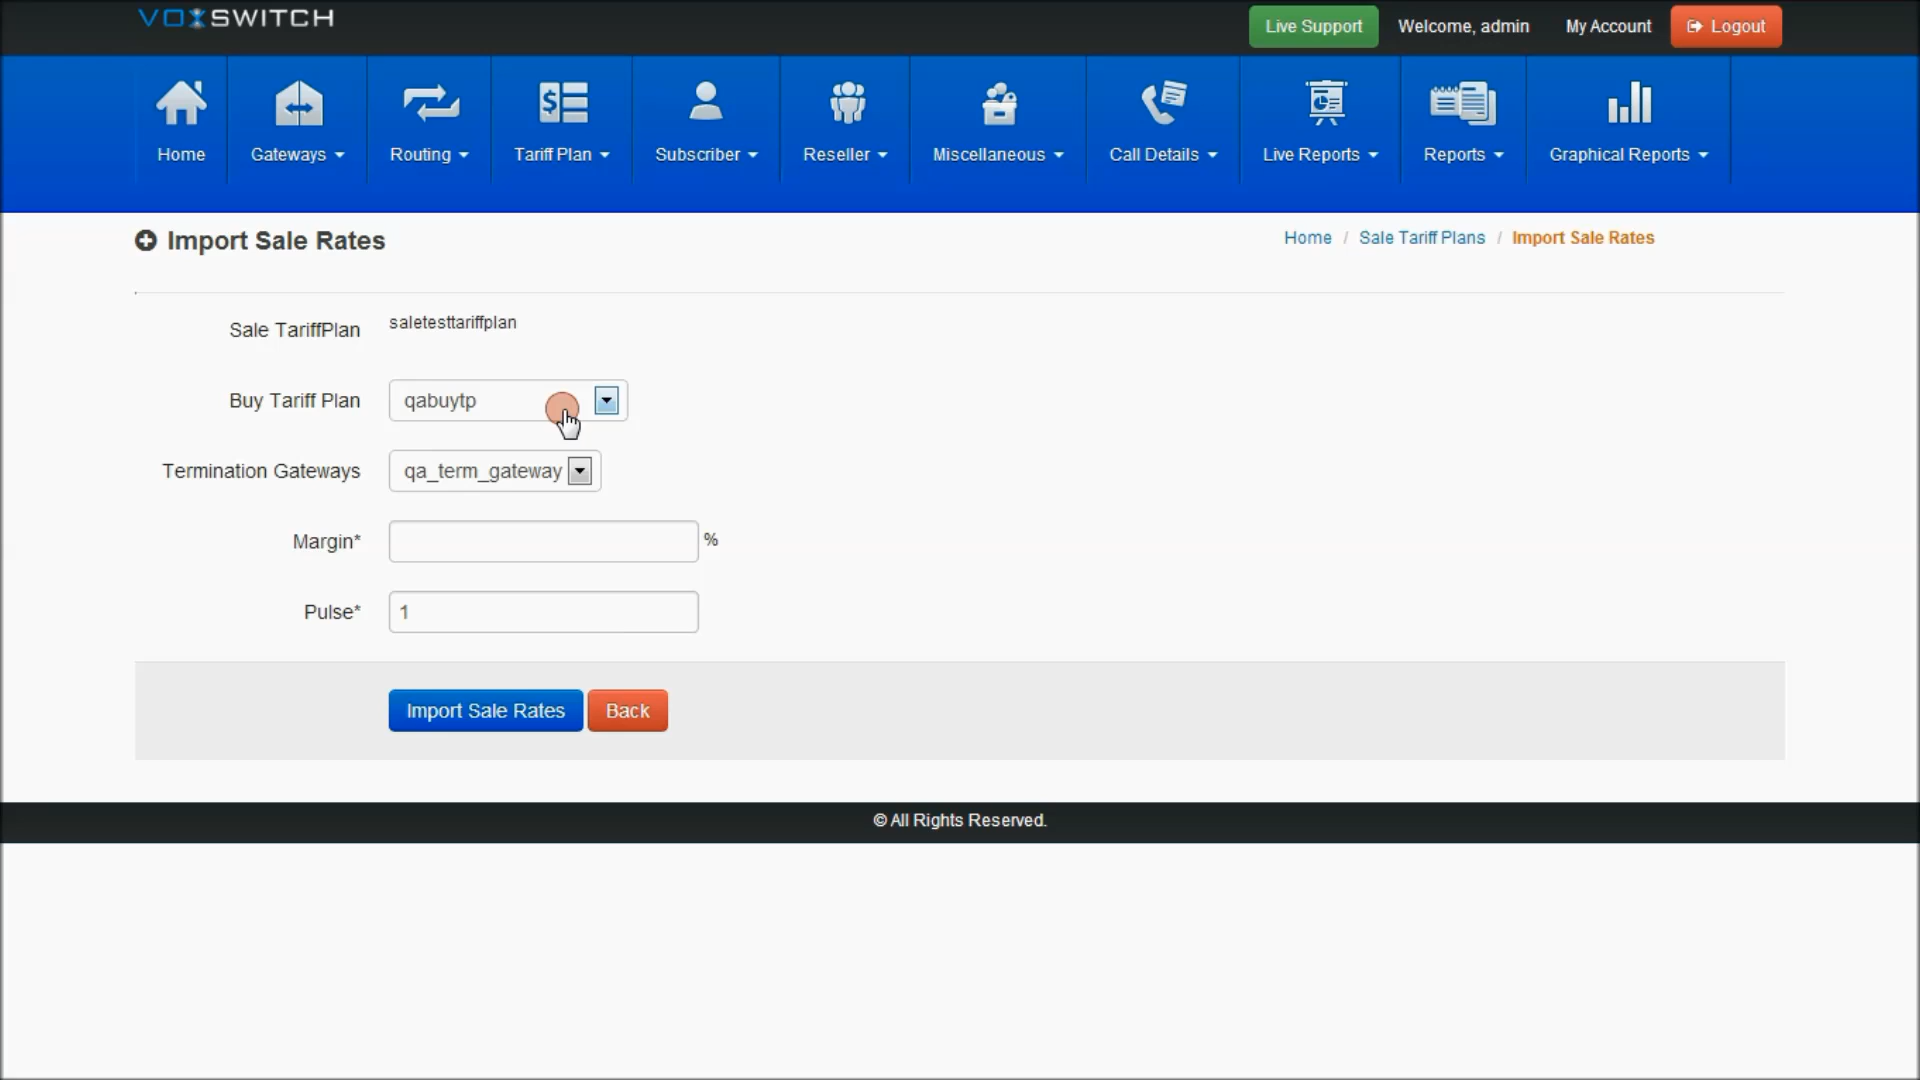 VOXSWITCH
Live Support
Welcome, admin
My Account
Logout
Home
Gateways
Routing
Tariff Plan
Subscriber
Reseller
Miscellaneous
Call Details
Live Reports
Reports
Graphical Reports
Import Sale Rates
Home / Sale Tariff Plans / Import Sale Rates
Sale TariffPlan saletesttariffplan
Buy Tariff Plan qabuytp
Termination Gateways qa_term_gateway
Margin* %
Pulse* 1
Import Sale Rates
Back
© All Rights Reserved.